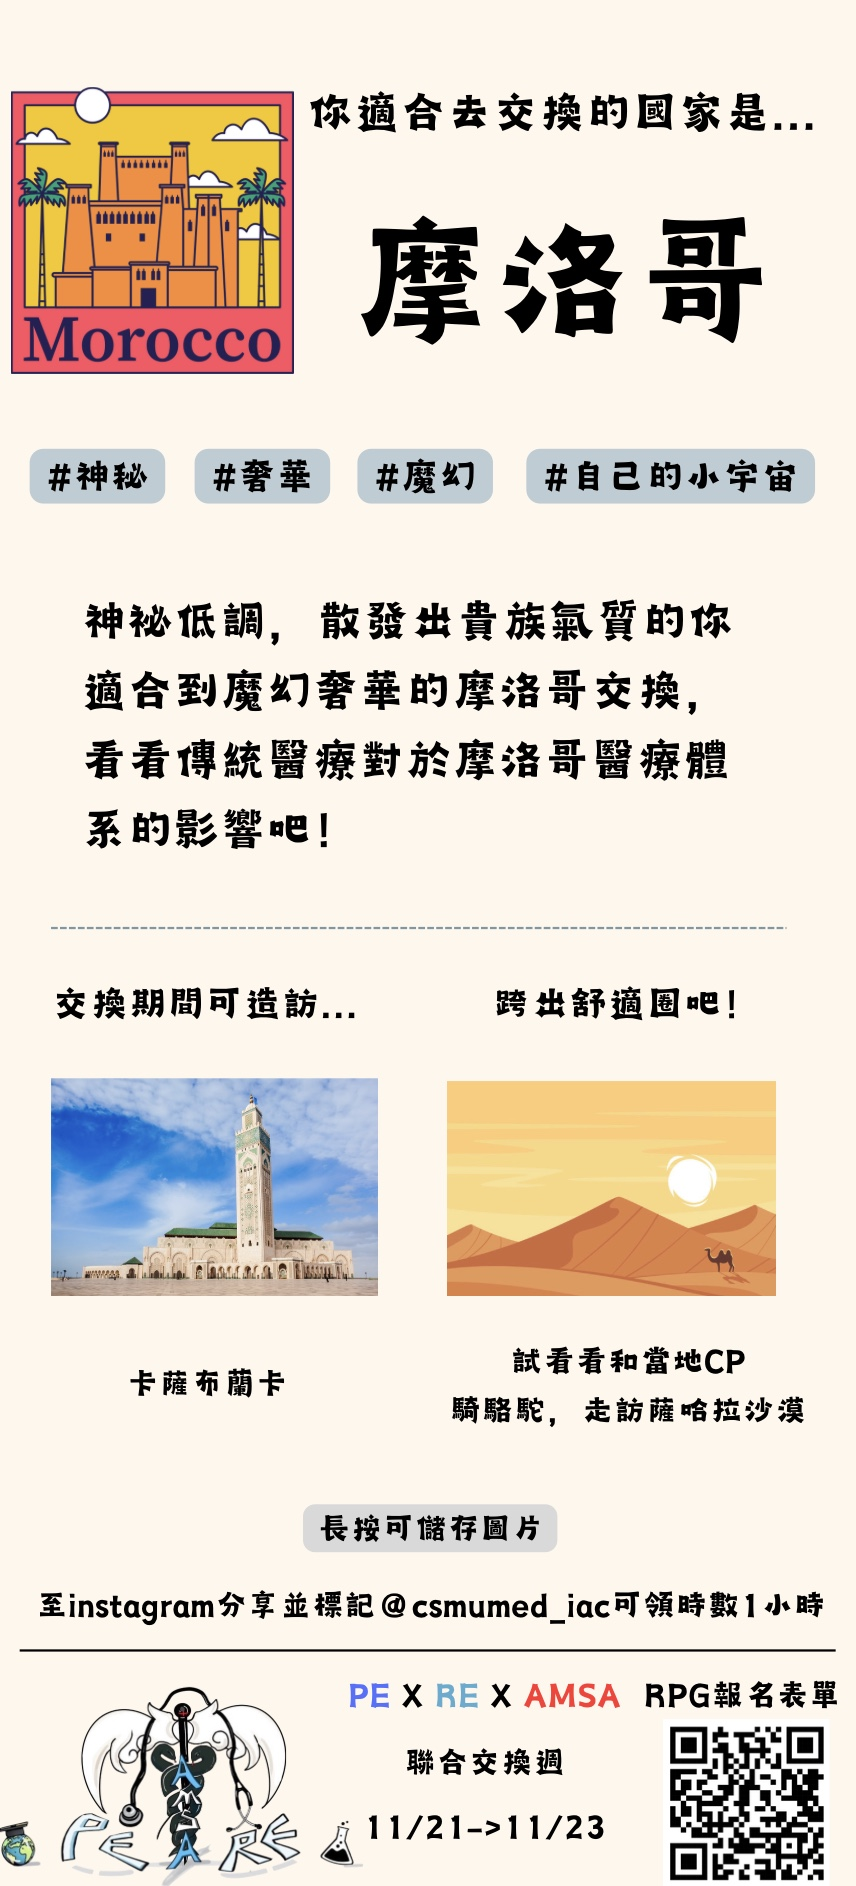 你適合去交換的國家是...
Morocco
摩洛哥
#神秘
#奢華
#魔幻
#自己的小宇宙
神祕低調，散發出貴族氣質的你
適合到魔幻奢華的摩洛哥交換，
看看傳統醫療對於摩洛哥醫療體
系的影響吧！
交換期間可造訪...
跨出舒適圈吧！
卡薩布蘭卡
試看看和當地CP
騎駱駝，走訪薩哈拉沙漠
長按可儲存圖片
至instagram分享並標記@csmumed_iac可領時數1小時
PE X RE X AMSA
RPG報名表單
聯合交換週
11/21->11/23
AMSA
PE
RE